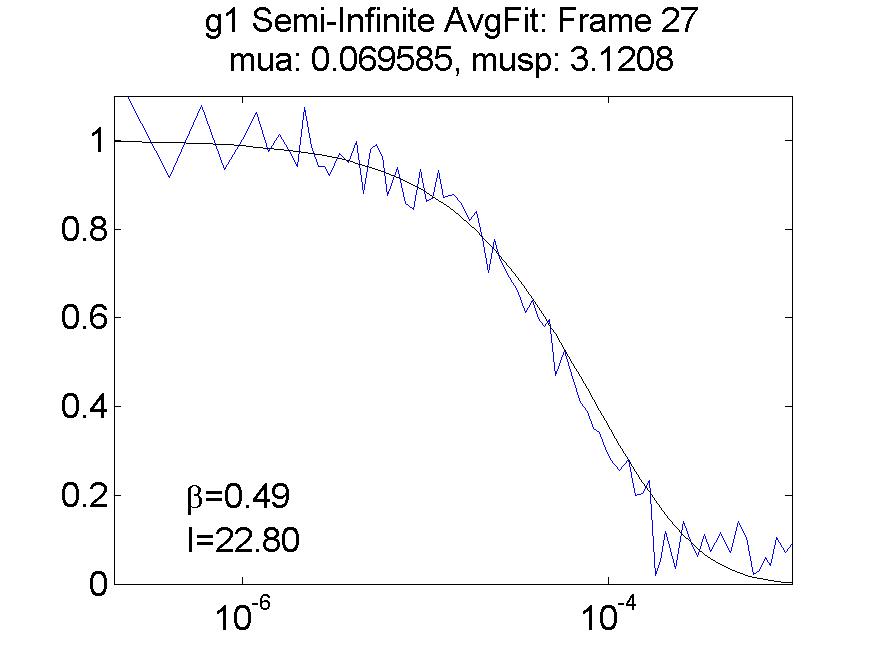 g1 Semi-Infinite AvgFit: Frame 27
mua: 0.069585, musp: 3.1208
1
0.8
0.6
0.4
0.2
0
β=0.49
I=22.80
10^-6
10^-4